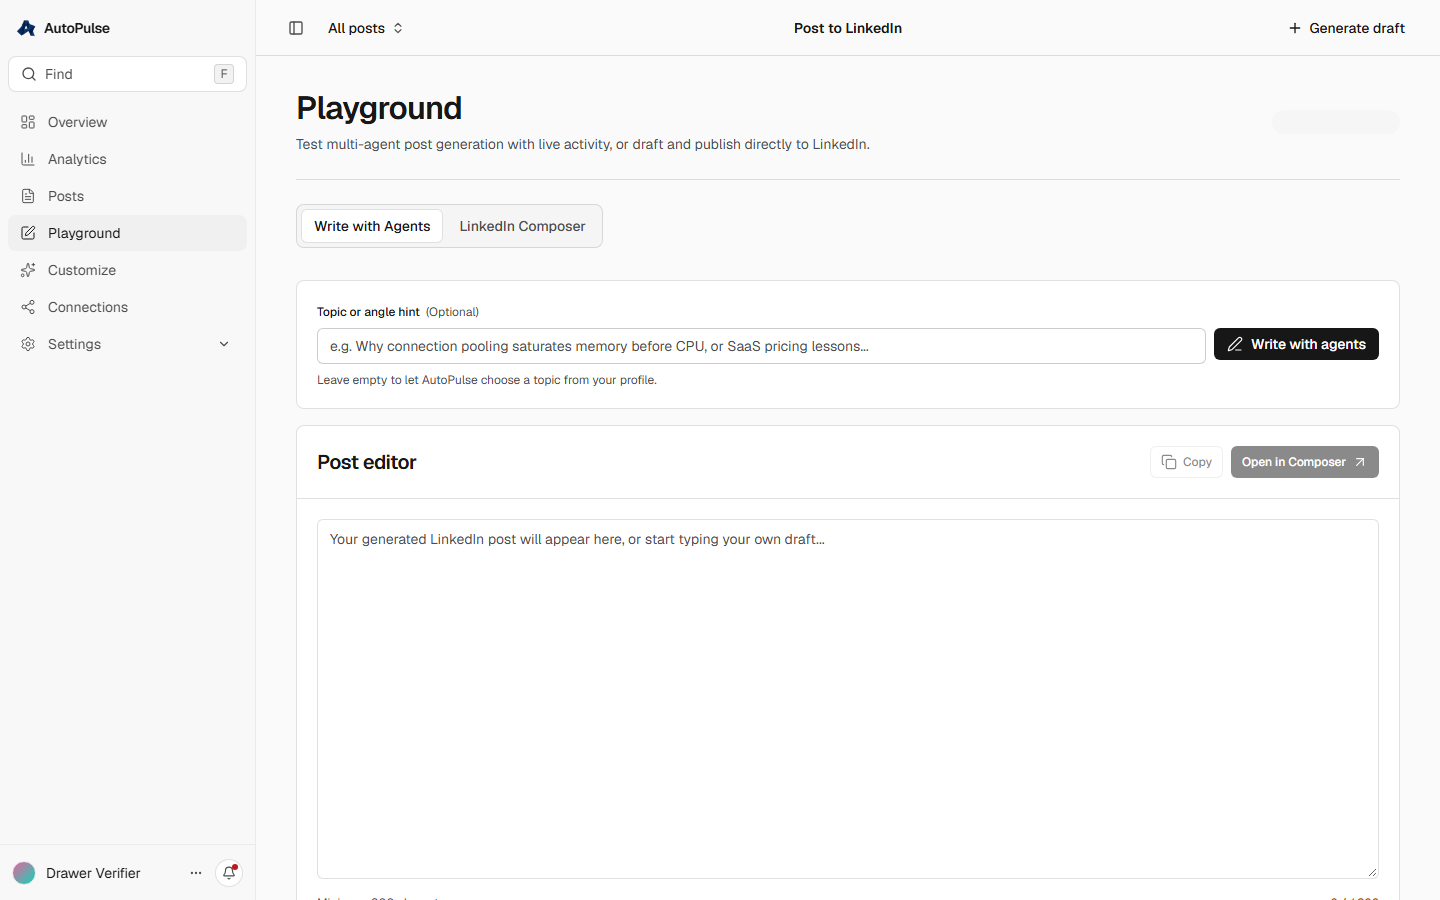 AutoPulse
Find
F
Overview
Analytics
Posts
Playground
Customize
Connections
Settings
Drawer Verifier
All posts
Post to LinkedIn
Generate draft
Playground
Test multi-agent post generation with live activity, or draft and publish directly to LinkedIn.
Write with Agents
LinkedIn Composer
Topic or angle hint (Optional)
e.g. Why connection pooling saturates memory before CPU, or SaaS pricing lessons...
Write with agents
Leave empty to let AutoPulse choose a topic from your profile.
Post editor
Copy
Open in Composer
Your generated LinkedIn post will appear here, or start typing your own draft...